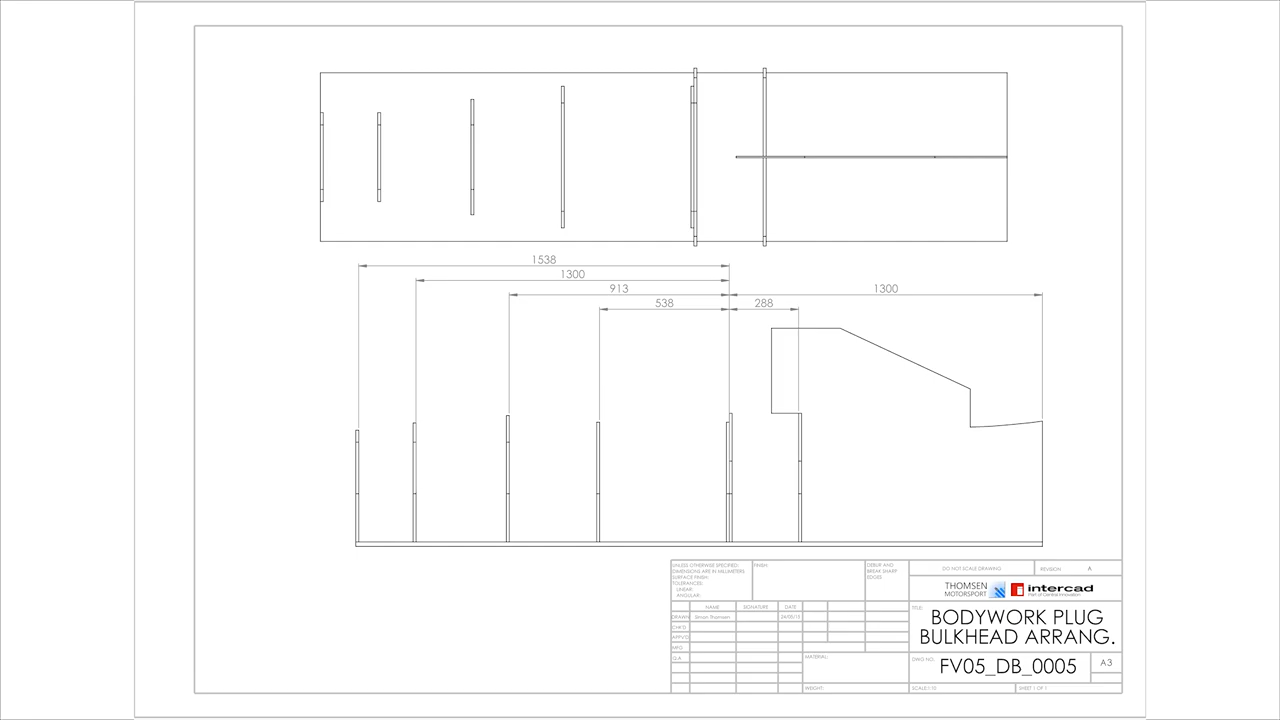 1538
1300
913
1300
538
288
UNLESS OTHERWISE SPECIFIED:
DIMENSIONS ARE IN MILLIMETERS
SURFACE FINISH:
TOLERANCES:
LINEAR:
ANGULAR:
FINISH:
DEBUR AND
BREAK SHARP
EDGES
DO NOT SCALE DRAWING
REVISION A
THOMSEN
MOTORSPORT
intercad
Part of Central Innovation
NAME SIGNATURE DATE
DRAWN Simon Thomsen 24/05/15
CHK'D
APPV'D
MFG
Q.A
TITLE:
BODYWORK PLUG
BULKHEAD ARRANG.
MATERIAL:
DWG NO.
FV05_DB_0005
A3
WEIGHT:
SCALE:1:10
SHEET 1 OF 1